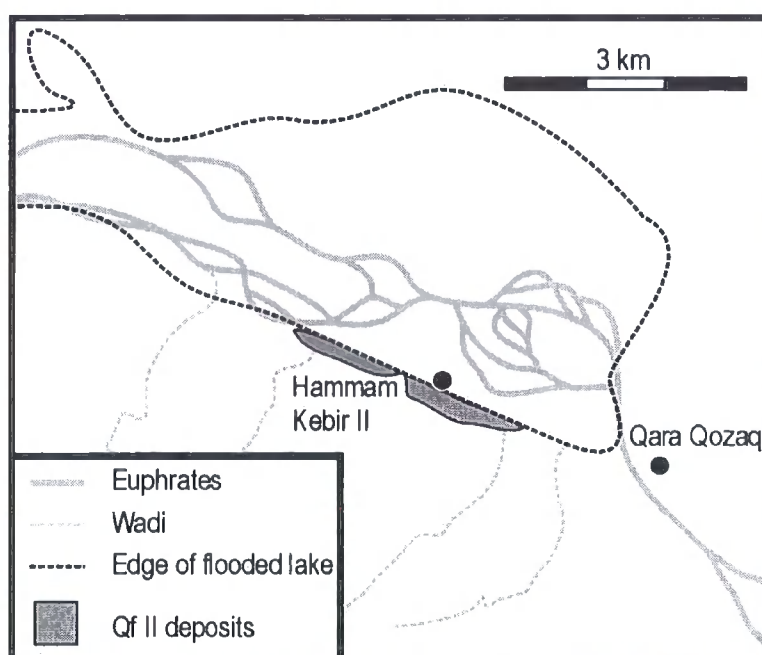 3 km
Hammam
Kebir II
Qara Qozaq
Euphrates
Wadi
Edge of flooded lake
Qf II deposits